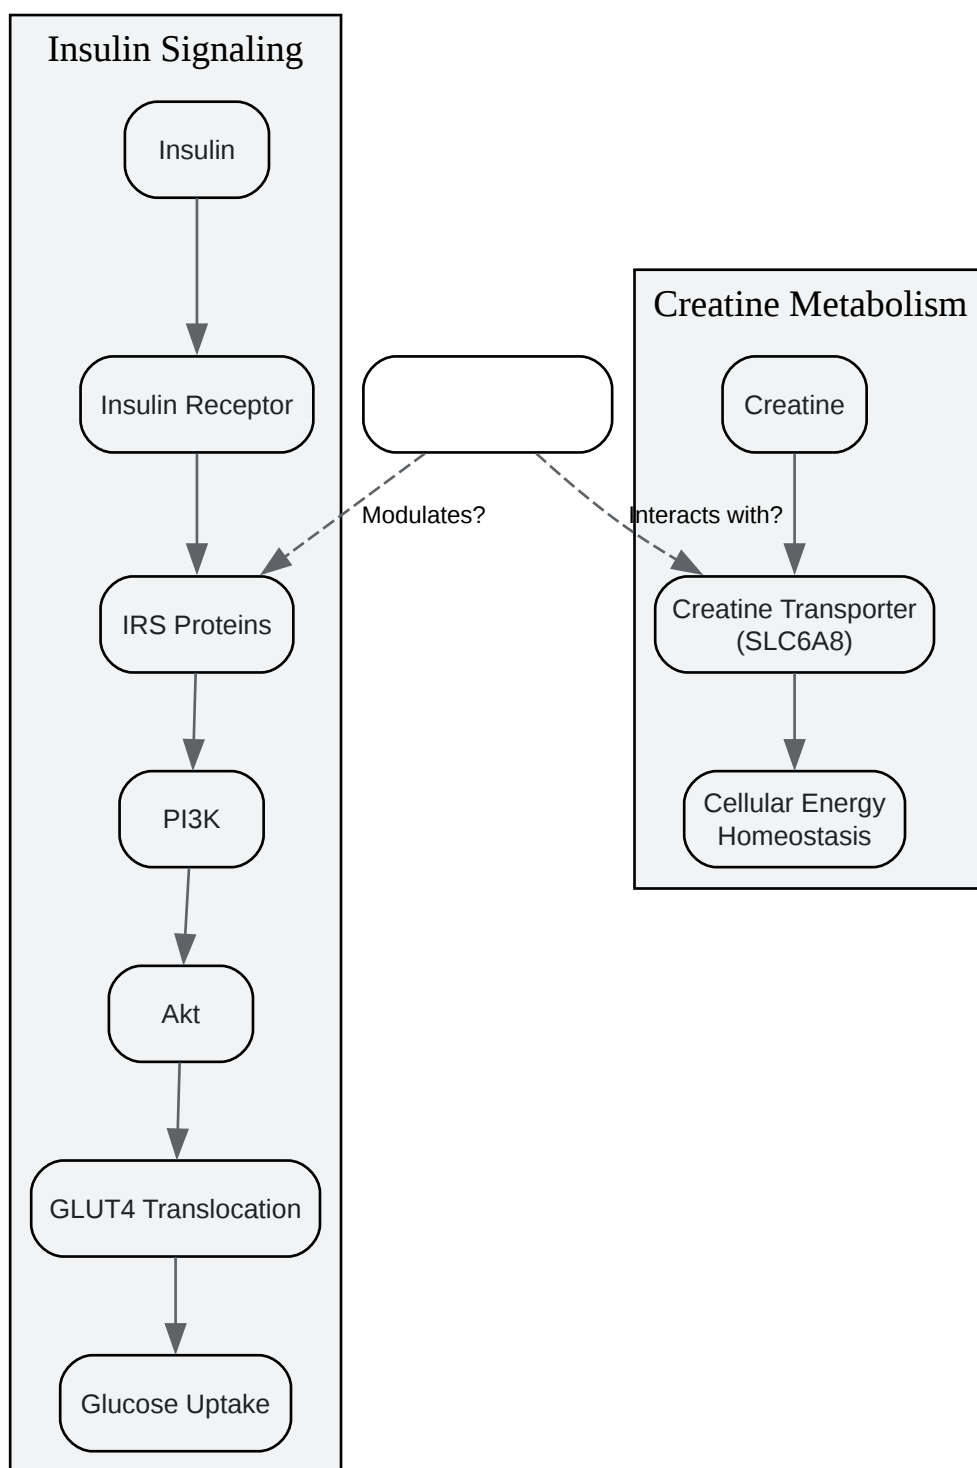 Insulin Signaling
Insulin
Creatine Metabolism
Insulin Receptor
Creatine
Modulates?
Interacts with?
IRS Proteins
Creatine Transporter
(SLC6A8)
PI3K
Cellular Energy
Homeostasis
Akt
GLUT4 Translocation
Glucose Uptake